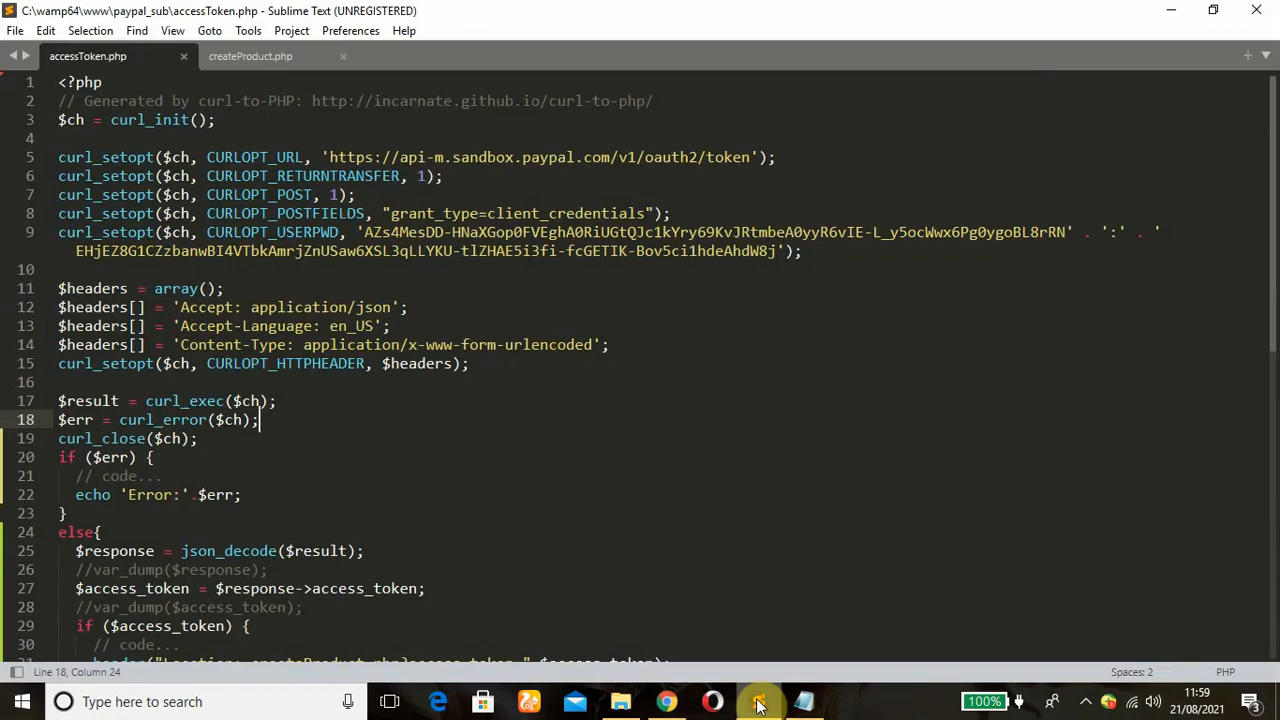 C:\wamp64\www\paypal_sub\accessToken.php - Sublime Text (UNREGISTERED)
File Edit Selection Find View Goto Tools Project Preferences Help
accessToken.php × createProduct.php ×
1 <?php
2 // Generated by curl-to-PHP: http://incarnate.github.io/curl-to-php/
3 $ch = curl_init();
4
5 curl_setopt($ch, CURLOPT_URL, 'https://api-m.sandbox.paypal.com/v1/oauth2/token');
6 curl_setopt($ch, CURLOPT_RETURNTRANSFER, 1);
7 curl_setopt($ch, CURLOPT_POST, 1);
8 curl_setopt($ch, CURLOPT_POSTFIELDS, "grant_type=client_credentials");
9 curl_setopt($ch, CURLOPT_USERPWD, 'AZs4MesDD-HNaXGop0FVEghA0RiUGtQJc1kYry69KvJRtmbeA0yyR6vIE-L_y5ocWwx6Pg0ygoBL8rRN' . ':' . '
EHjEZ8G1CZzbanwBI4VTbkAmrjZnUSaw6XSL3qLLYKU-tlZHAE5i3fi-fcGETIK-Bov5ci1hdeAhdW8j');
10
11 $headers = array();
12 $headers[] = 'Accept: application/json';
13 $headers[] = 'Accept-Language: en_US';
14 $headers[] = 'Content-Type: application/x-www-form-urlencoded';
15 curl_setopt($ch, CURLOPT_HTTPHEADER, $headers);
16
17 $result = curl_exec($ch);
18 $err = curl_error($ch);
19 curl_close($ch);
20 if ($err) {
21 // code...
22 echo 'Error:'.$err;
23 }
24 else{
25 $response = json_decode($result);
26 //var_dump($response);
27 $access_token = $response->access_token;
28 //var_dump($access_token);
29 if ($access_token) {
30 // code...
31 header("Location: createProduct.php?access_token=".$access_token);
Line 18, Column 24 Spaces: 2 PHP
Type here to search 100% 11:59
21/08/2021 3